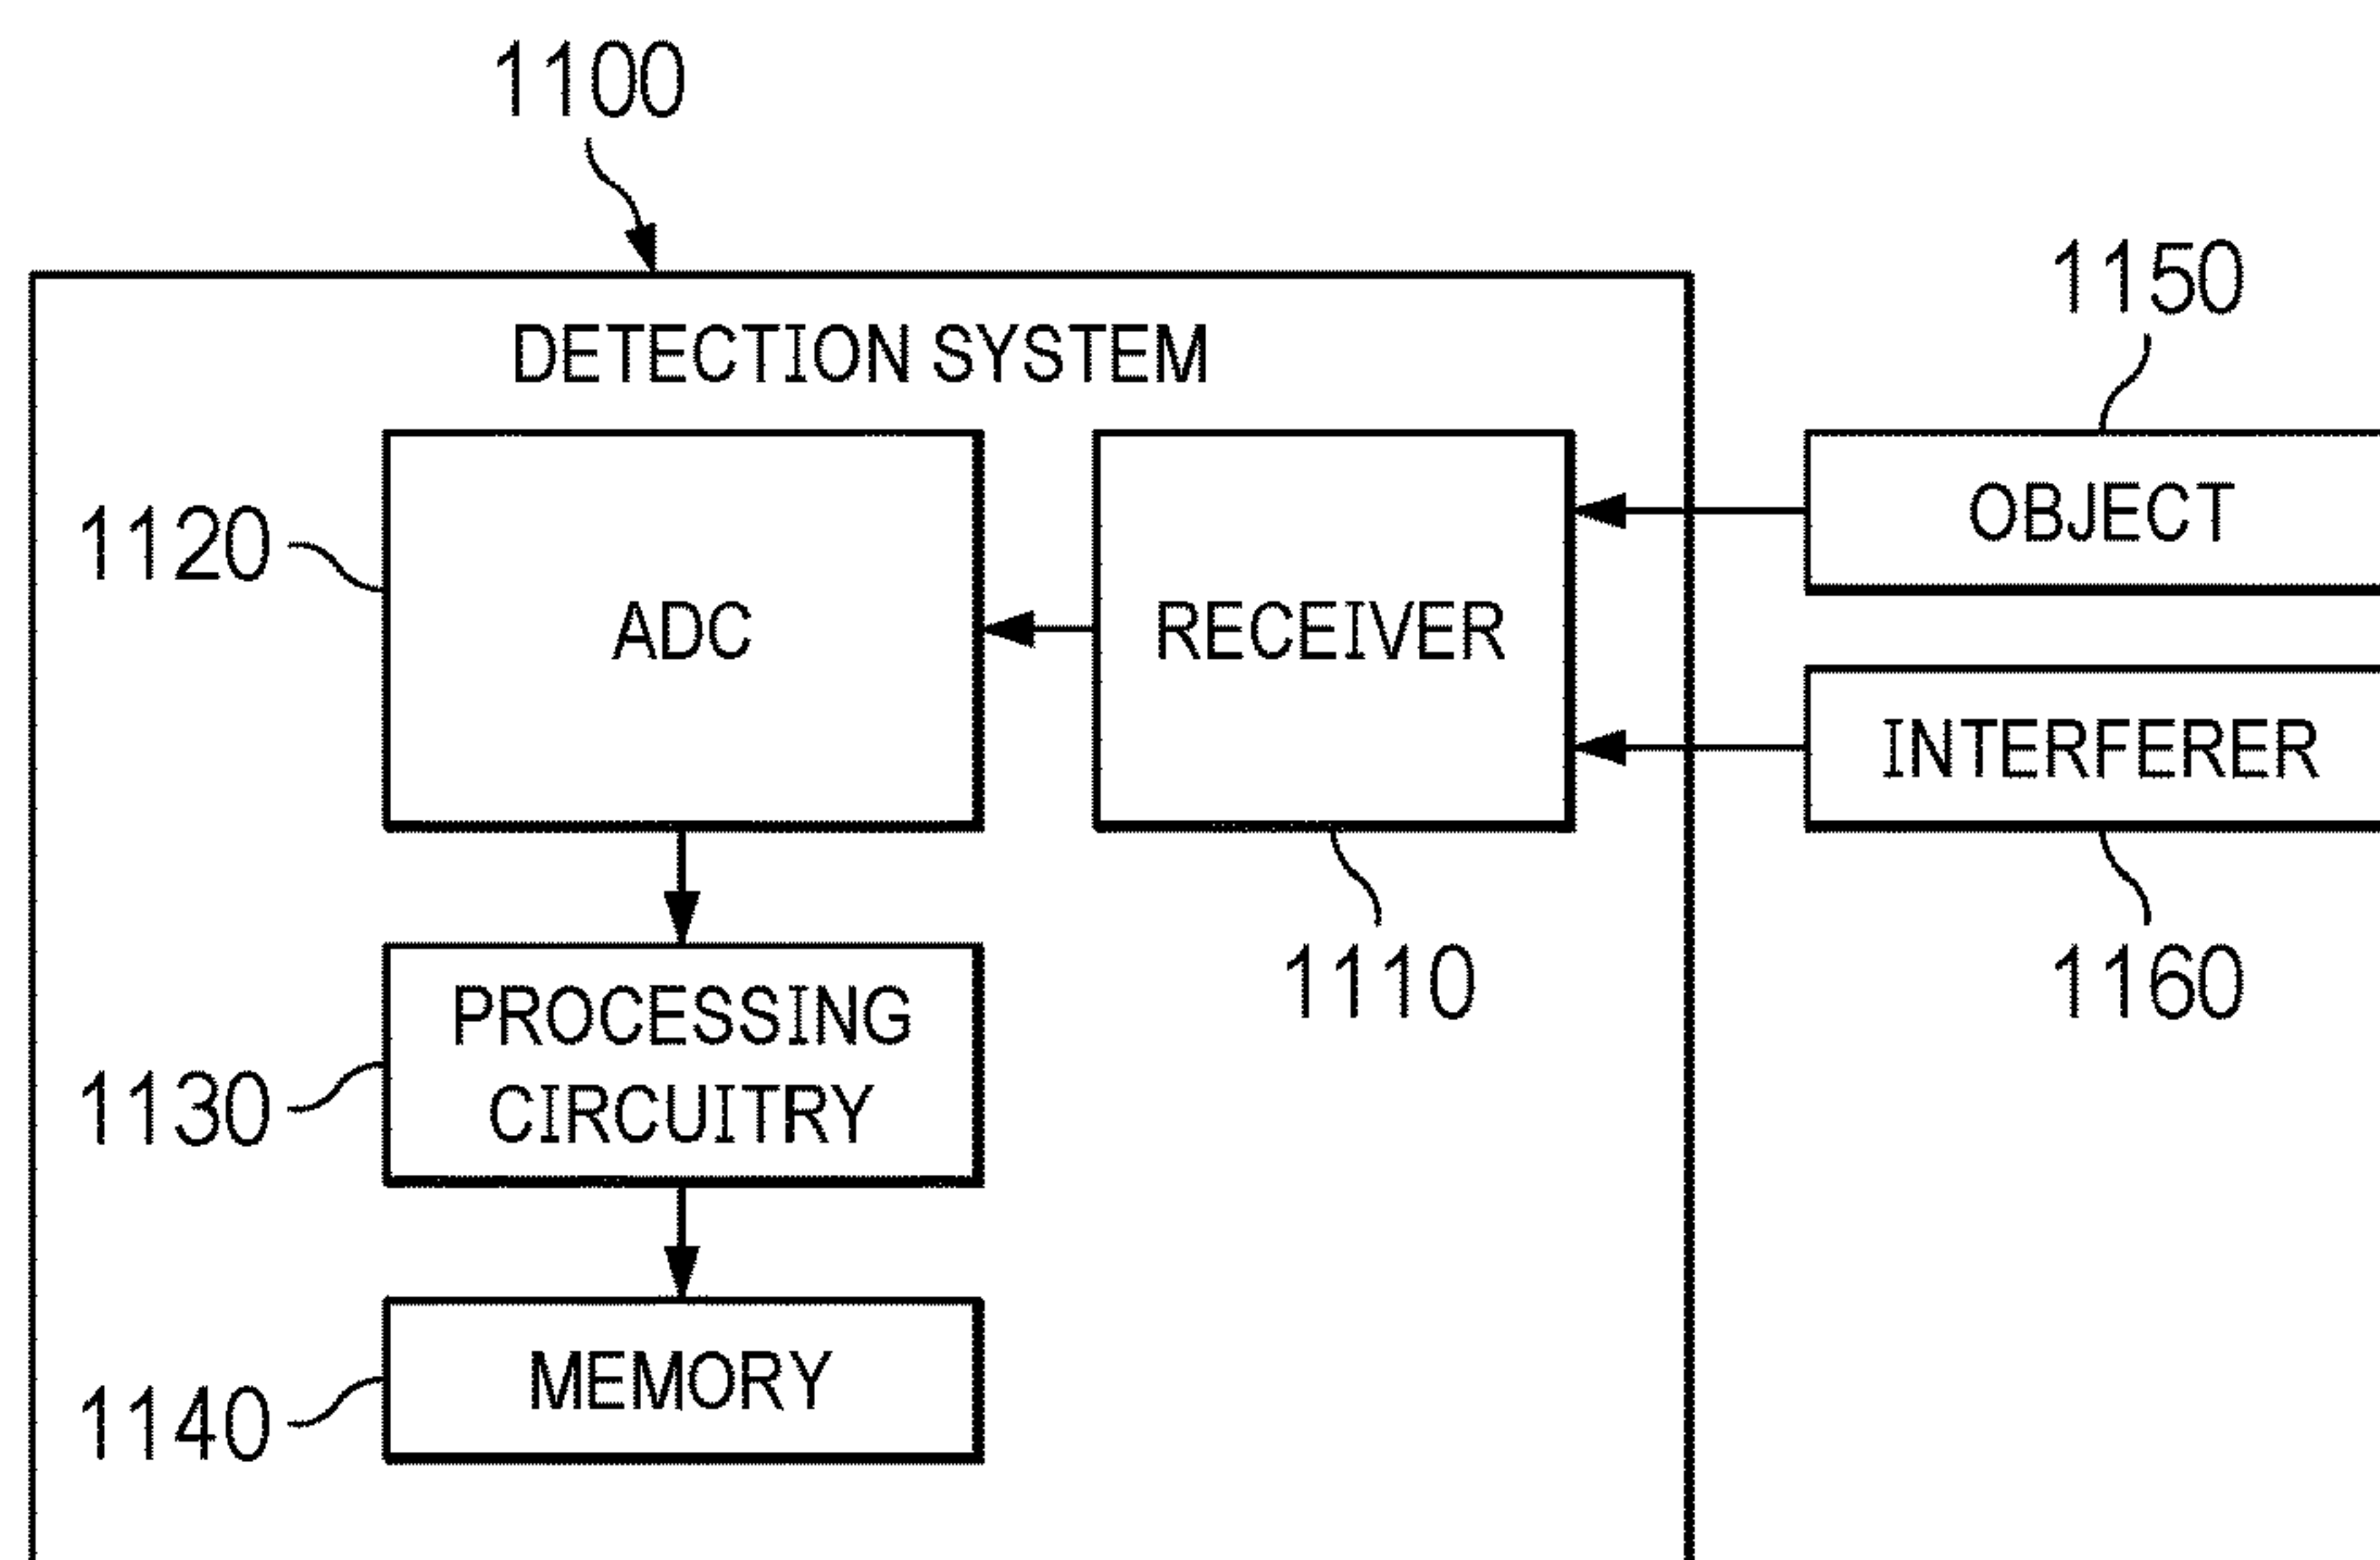 1100
DETECTION SYSTEM
1150
1120
ADC
RECEIVER
OBJECT
INTERFERER
1110
1160
1130
PROCESSING
CIRCUITRY
1140
MEMORY